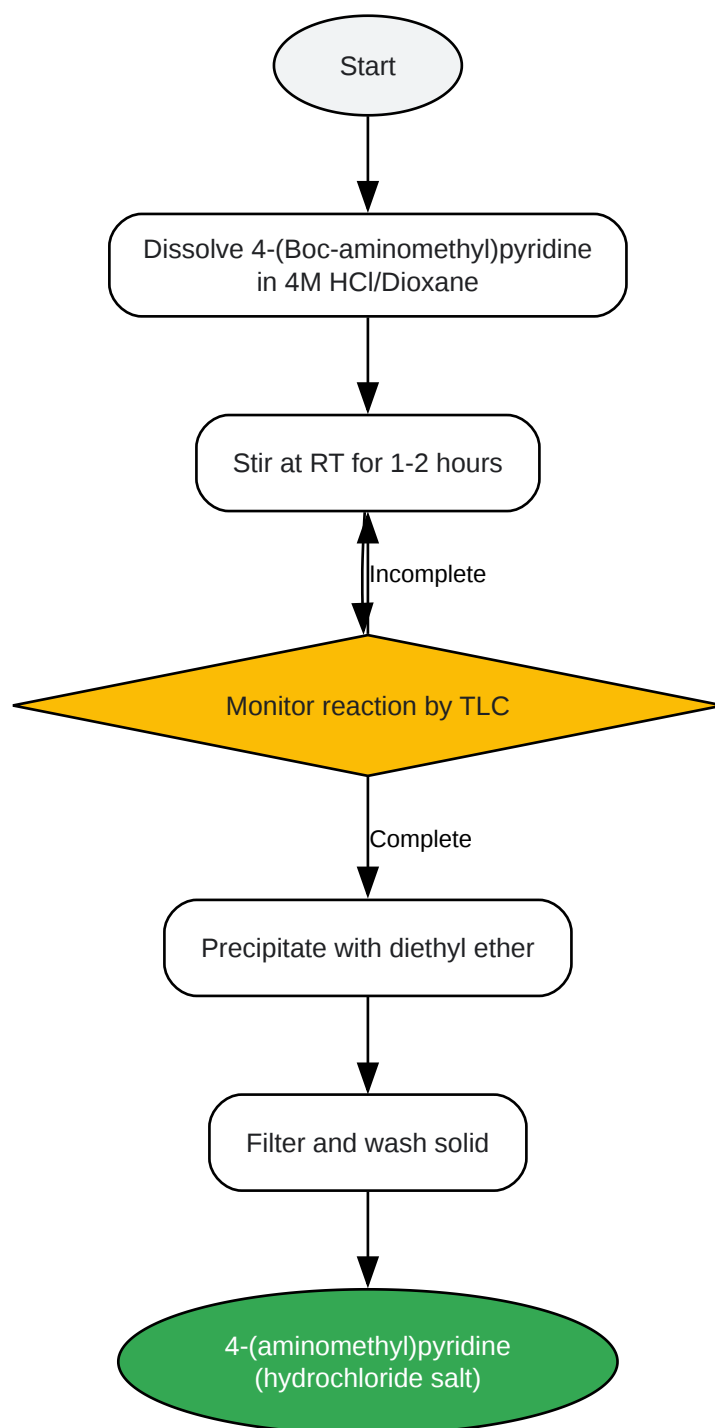 Start
Dissolve 4-(Boc-aminomethyl)pyridine
in 4M HCl/Dioxane
Stir at RT for 1-2 hours
Incomplete
Monitor reaction by TLC
Complete
Precipitate with diethyl ether
Filter and wash solid
4-(aminomethyl)pyridine
(hydrochloride salt)